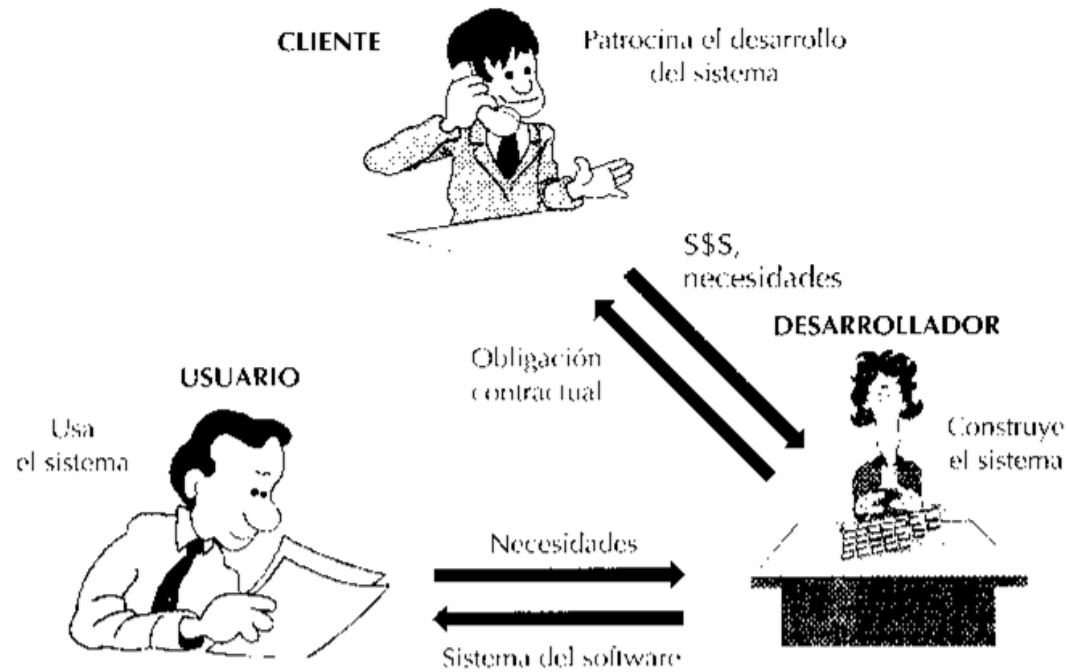 CLIENTE
Patrocina el desarrollo
del sistema
S$S,
necesidades
DESARROLLADOR
Obligación
contractual
USUARIO
Usa
el sistema
Construye
el sistema
Necesidades
Sistema del software